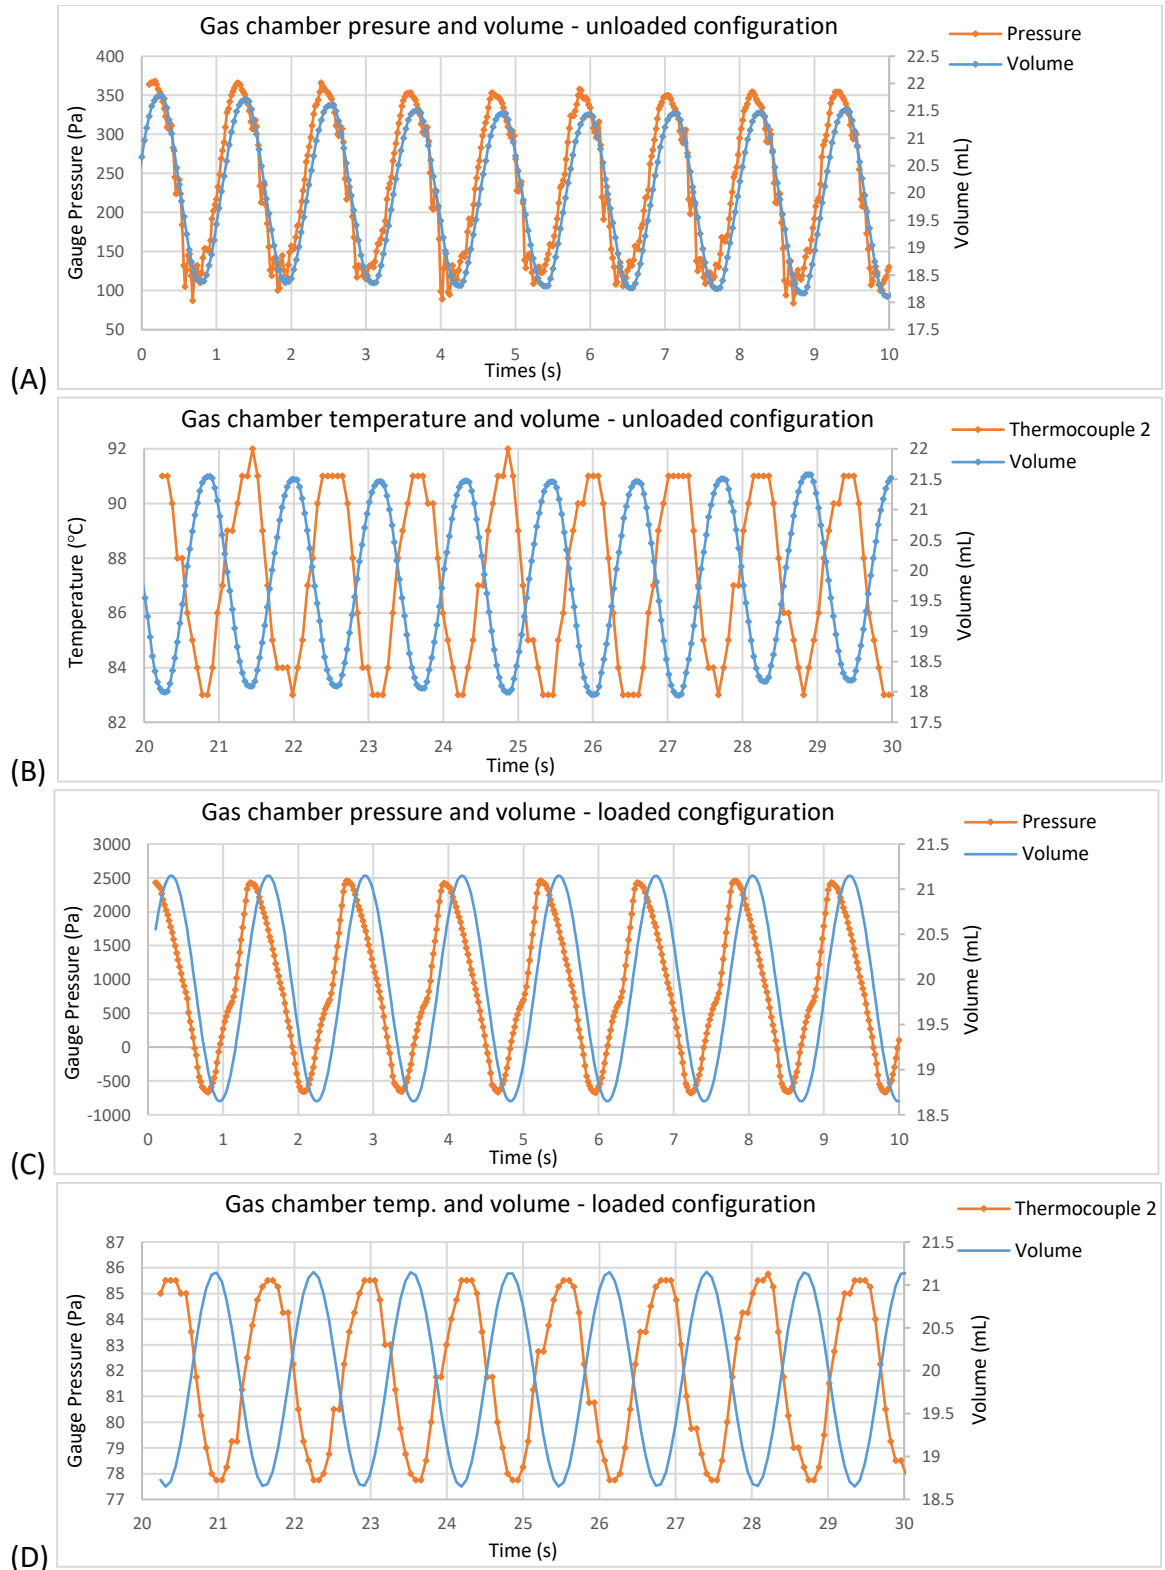 Gas chamber presure and volume - unloaded configuration
Pressure
Volume
400
350
300
250
200
150
100
50
Gauge Pressure (Pa)
22.5
22
21.5
21
20.5
20
19.5
19
18.5
18
17.5
Volume (mL)
0 1 2 3 4 5 6 7 8 9 10
Times (s)
(A)
Gas chamber temperature and volume - unloaded configuration
Thermocouple 2
Volume
92
90
88
86
84
82
Temperature (°C)
22
21.5
21
20.5
20
19.5
19
18.5
18
17.5
Volume (mL)
20 21 22 23 24 25 26 27 28 29 30
Time (s)
(B)
Gas chamber pressure and volume - loaded congfiguration
Pressure
Volume
3000
2500
2000
1500
1000
500
0
-500
-1000
Gauge Pressure (Pa)
21.5
21
20.5
20
19.5
19
18.5
Volume (mL)
0 1 2 3 4 5 6 7 8 9 10
Time (s)
(C)
Gas chamber temp. and volume - loaded configuration
Thermocouple 2
Volume
87
86
85
84
83
82
81
80
79
78
77
Gauge Pressure (Pa)
21.5
21
20.5
20
19.5
19
18.5
Volume (mL)
20 21 22 23 24 25 26 27 28 29 30
Time (s)
(D)